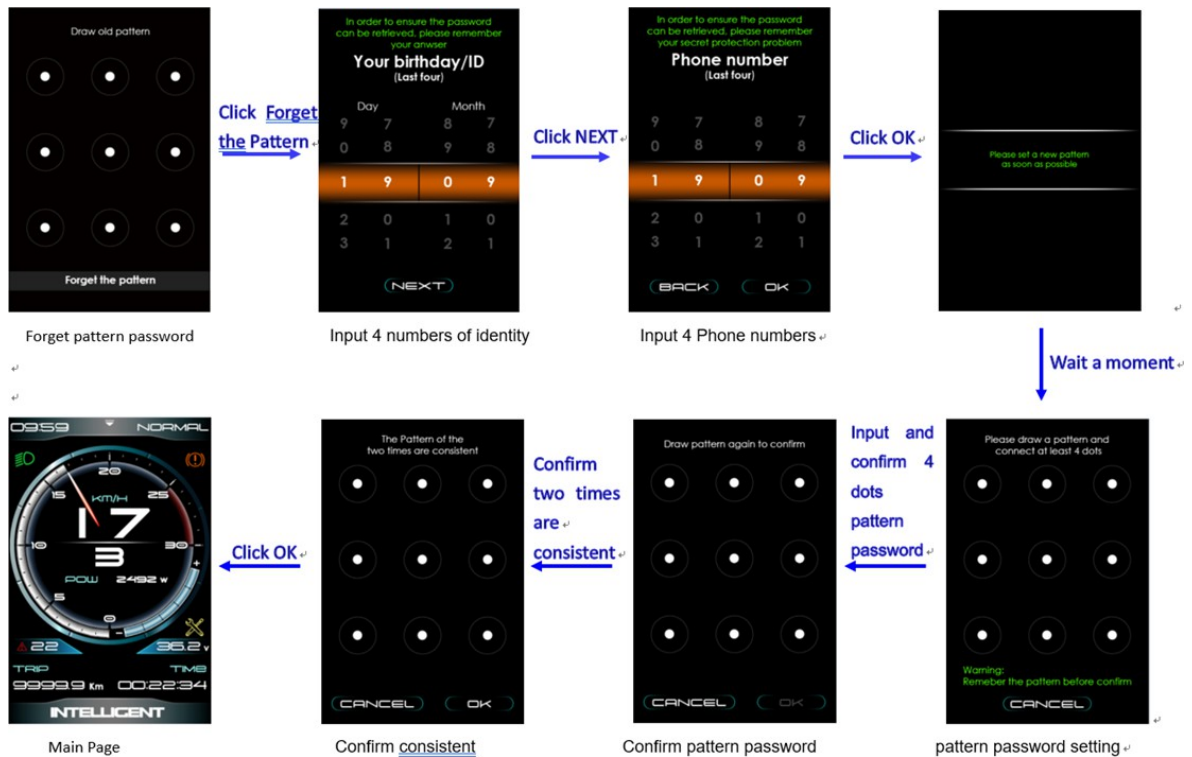 Draw old pattern
Forget the pattern
Forget pattern password
Click Forget
the Pattern
In order to ensure the password
can be retrieved, please remember
your anwser
Your birthday/ID
(Last four)
Day Month
9 7 8 7
0 8 9 8
1 9 0 9
2 0 1 0
3 1 2 1
NEXT
Input 4 numbers of identity
Click NEXT
In order to ensure the password
can be retrieved, please remember
your secret protection problem
Phone number
(Last four)
9 7 8 7
0 8 9 8
1 9 0 9
2 0 1 0
3 1 2 1
BACK OK
Input 4 Phone numbers
Click OK
Please set a new pattern
as soon as possible
Wait a moment
Please draw a pattern and
connect at least 4 dots
Warning:
Remeber the pattern before confirm
CANCEL
pattern password setting
Input and
confirm 4
dots
pattern
password
Draw pattern again to confirm
CANCEL OK
Confirm pattern password
Confirm
two times
are
consistent
The Pattern of the
two times are consistent
CANCEL OK
Confirm consistent
Click OK
09:59 NORMAL
20
15 KM/H 25
17
10 30
3
POW 2492 w
+
5
0 -
22 36.2 v
TRIP TIME
9999.9 Km 00:22:34
INTELLIGENT
Main Page